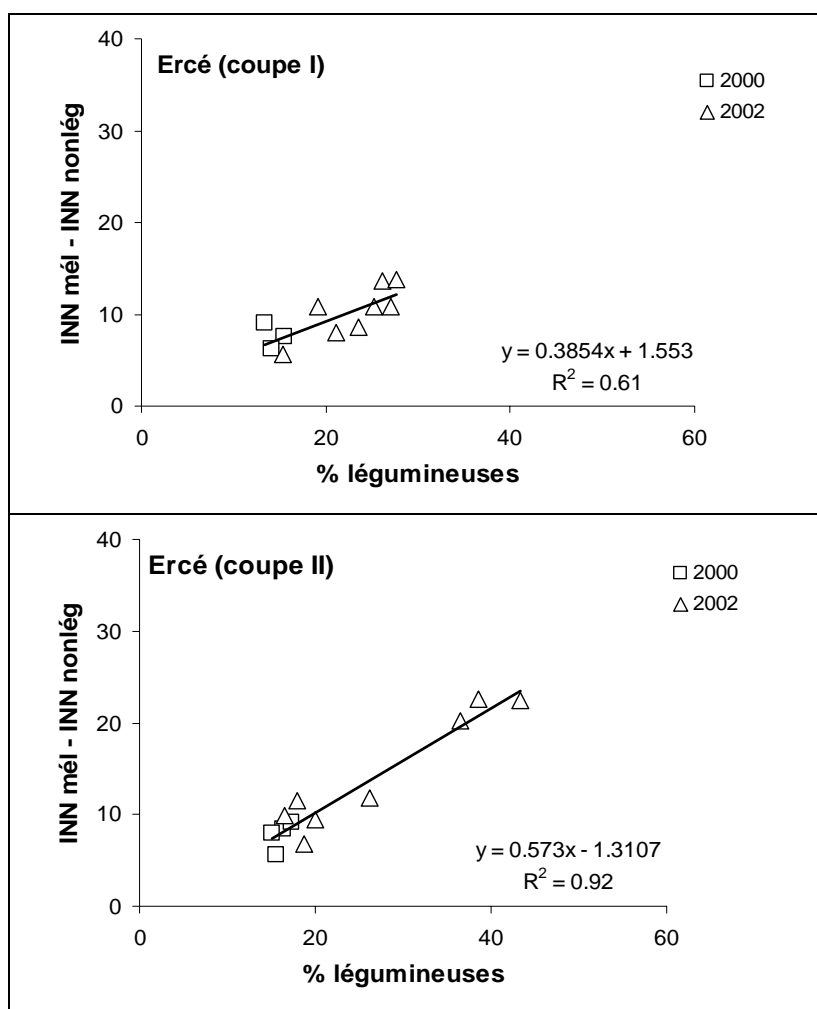 Ercé (coupe I)
2000
2002
INN mél - INN nonlég
40
30
20
10
0
0 20 40 60
% légumineuses
y = 0.3854x + 1.553
R² = 0.61
Ercé (coupe II)
2000
2002
INN mél - INN nonlég
40
30
20
10
0
0 20 40 60
% légumineuses
y = 0.573x - 1.3107
R² = 0.92